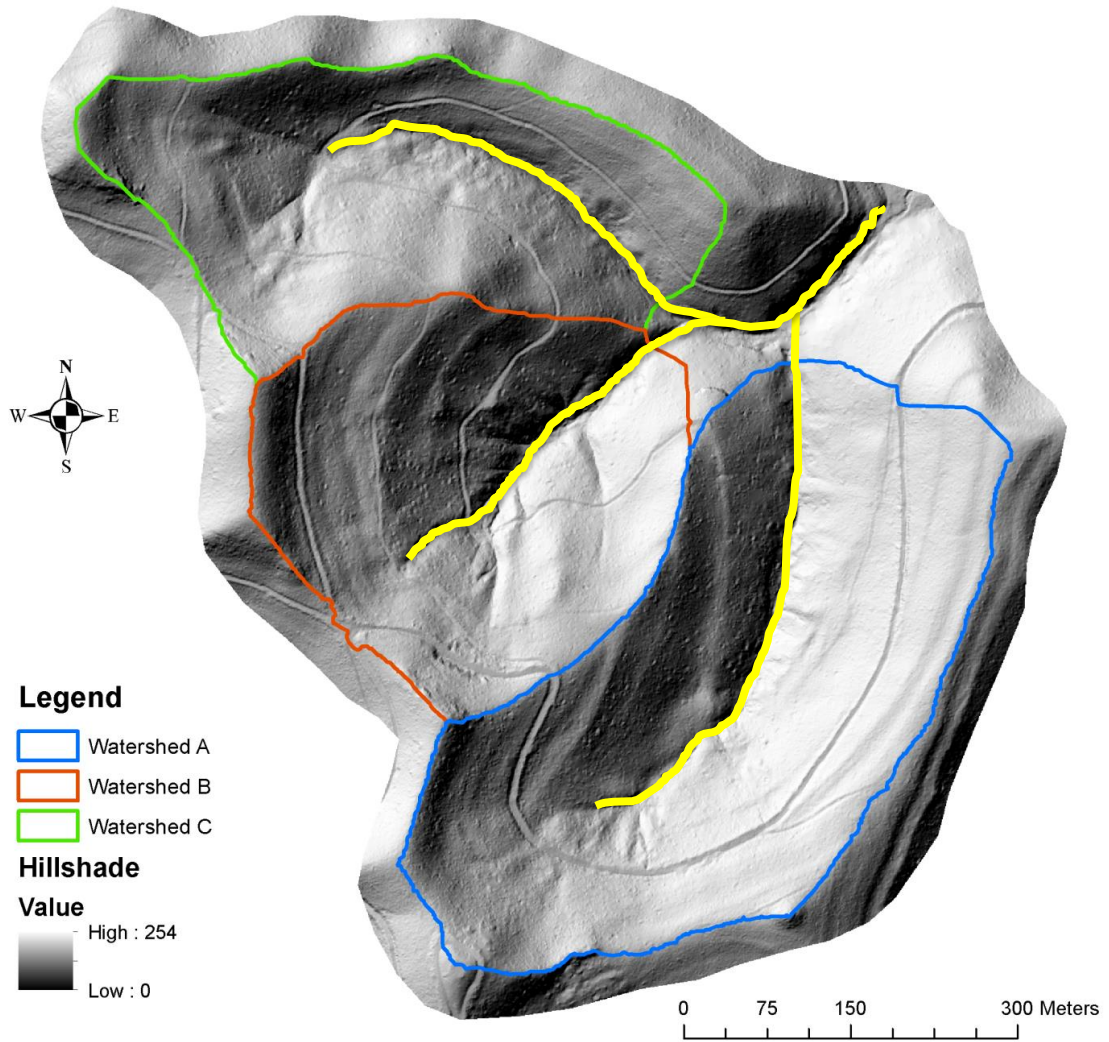 N
W E
S
Legend
Watershed A
Watershed B
Watershed C
Hillshade
Value
High : 254
Low : 0
0 75 150 300 Meters